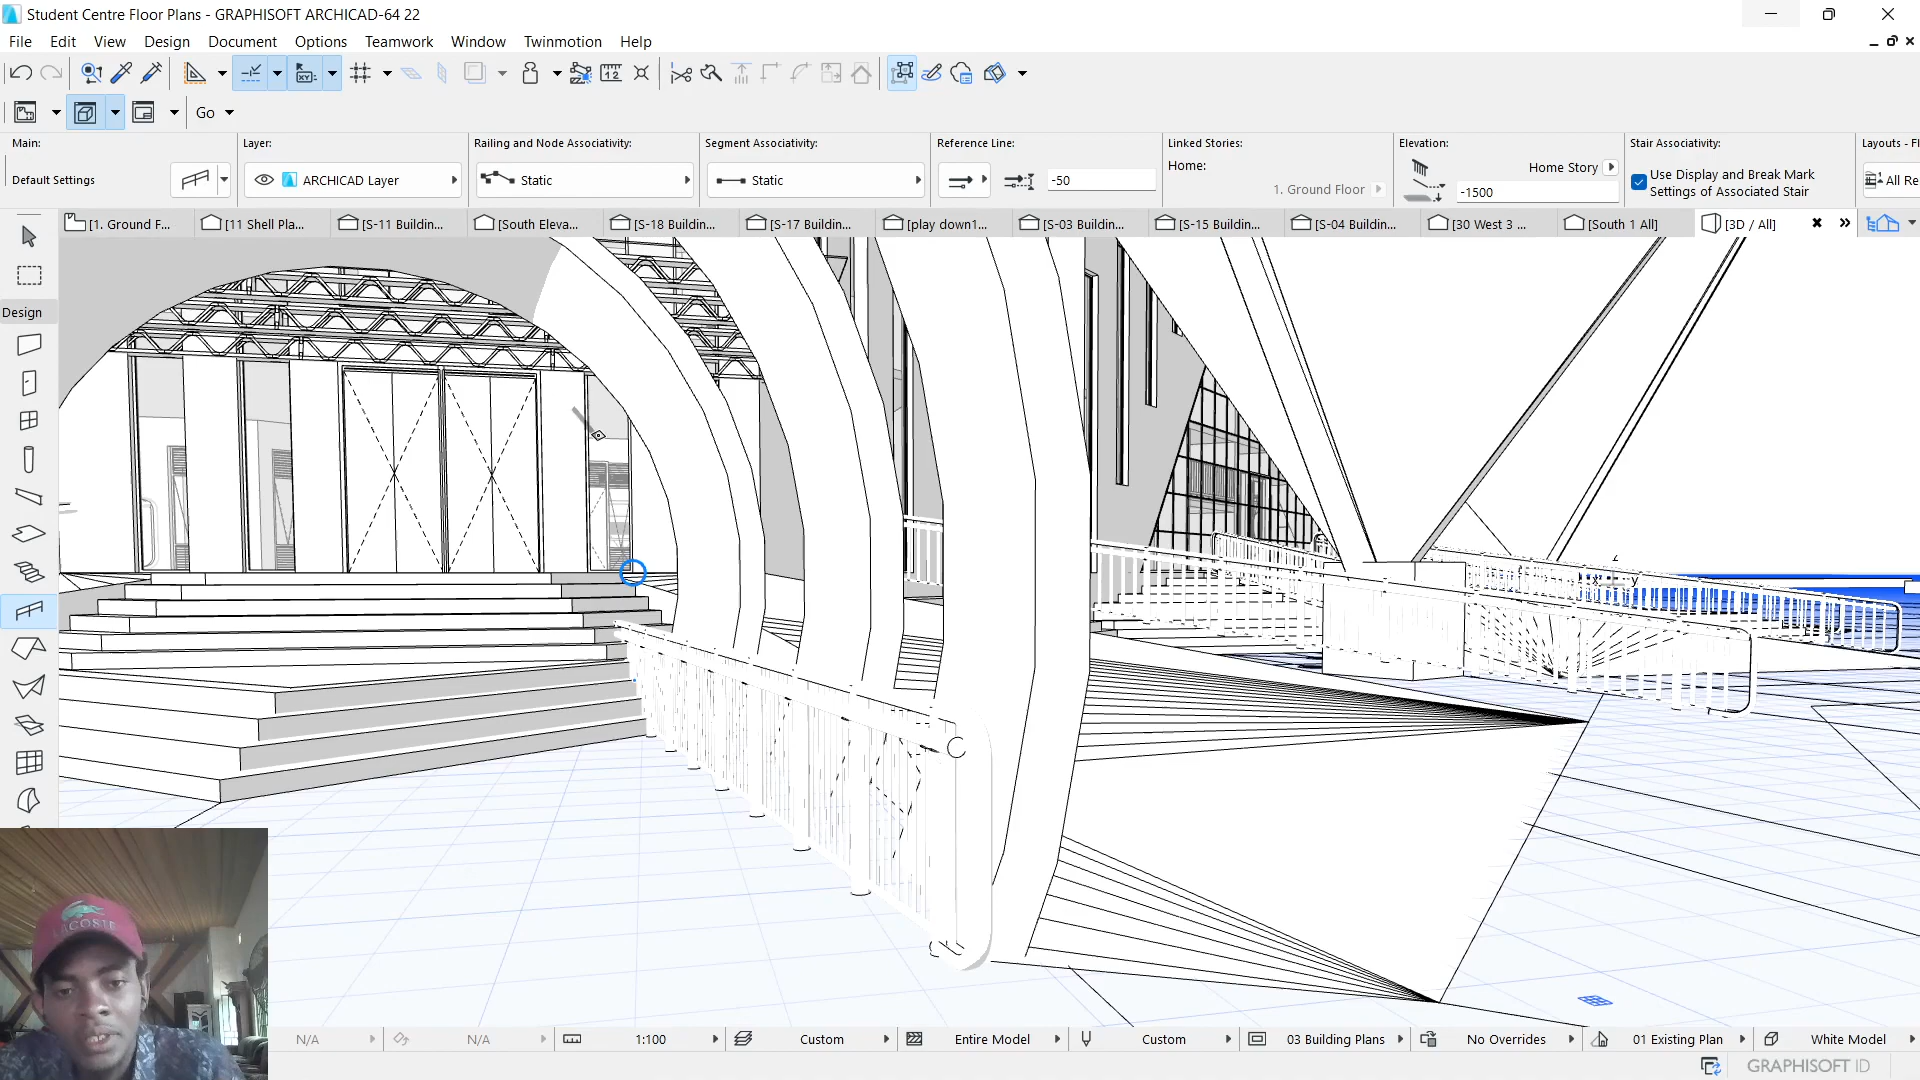 Student Centre Floor Plans - GRAPHISOFT ARCHICAD-64 22
File Edit View Design Document Options Teamwork Window Twinmotion Help
Go
Main:
Default Settings
Layer:
ARCHICAD Layer
Railing and Node Associativity:
Static
Segment Associativity:
Static
Reference Line:
-50
Linked Stories:
Home:
1. Ground Floor
Elevation:
Home Story
-1500
Stair Associativity:
Use Display and Break Mark
Settings of Associated Stair
Layouts - Fl
All Re
[1. Ground F... [11 Shell Pla... [S-11 Buildin... [South Eleva... [S-18 Buildin... [S-17 Buildin... [play down1... [S-03 Buildin... [S-15 Buildin... [S-04 Buildin... [30 West 3 ... [South 1 All] [3D / All]
Design
y
LACOSTE
N/A N/A 1:100 Custom Entire Model Custom 03 Building Plans No Overrides 01 Existing Plan White Model
GRAPHISOFT ID